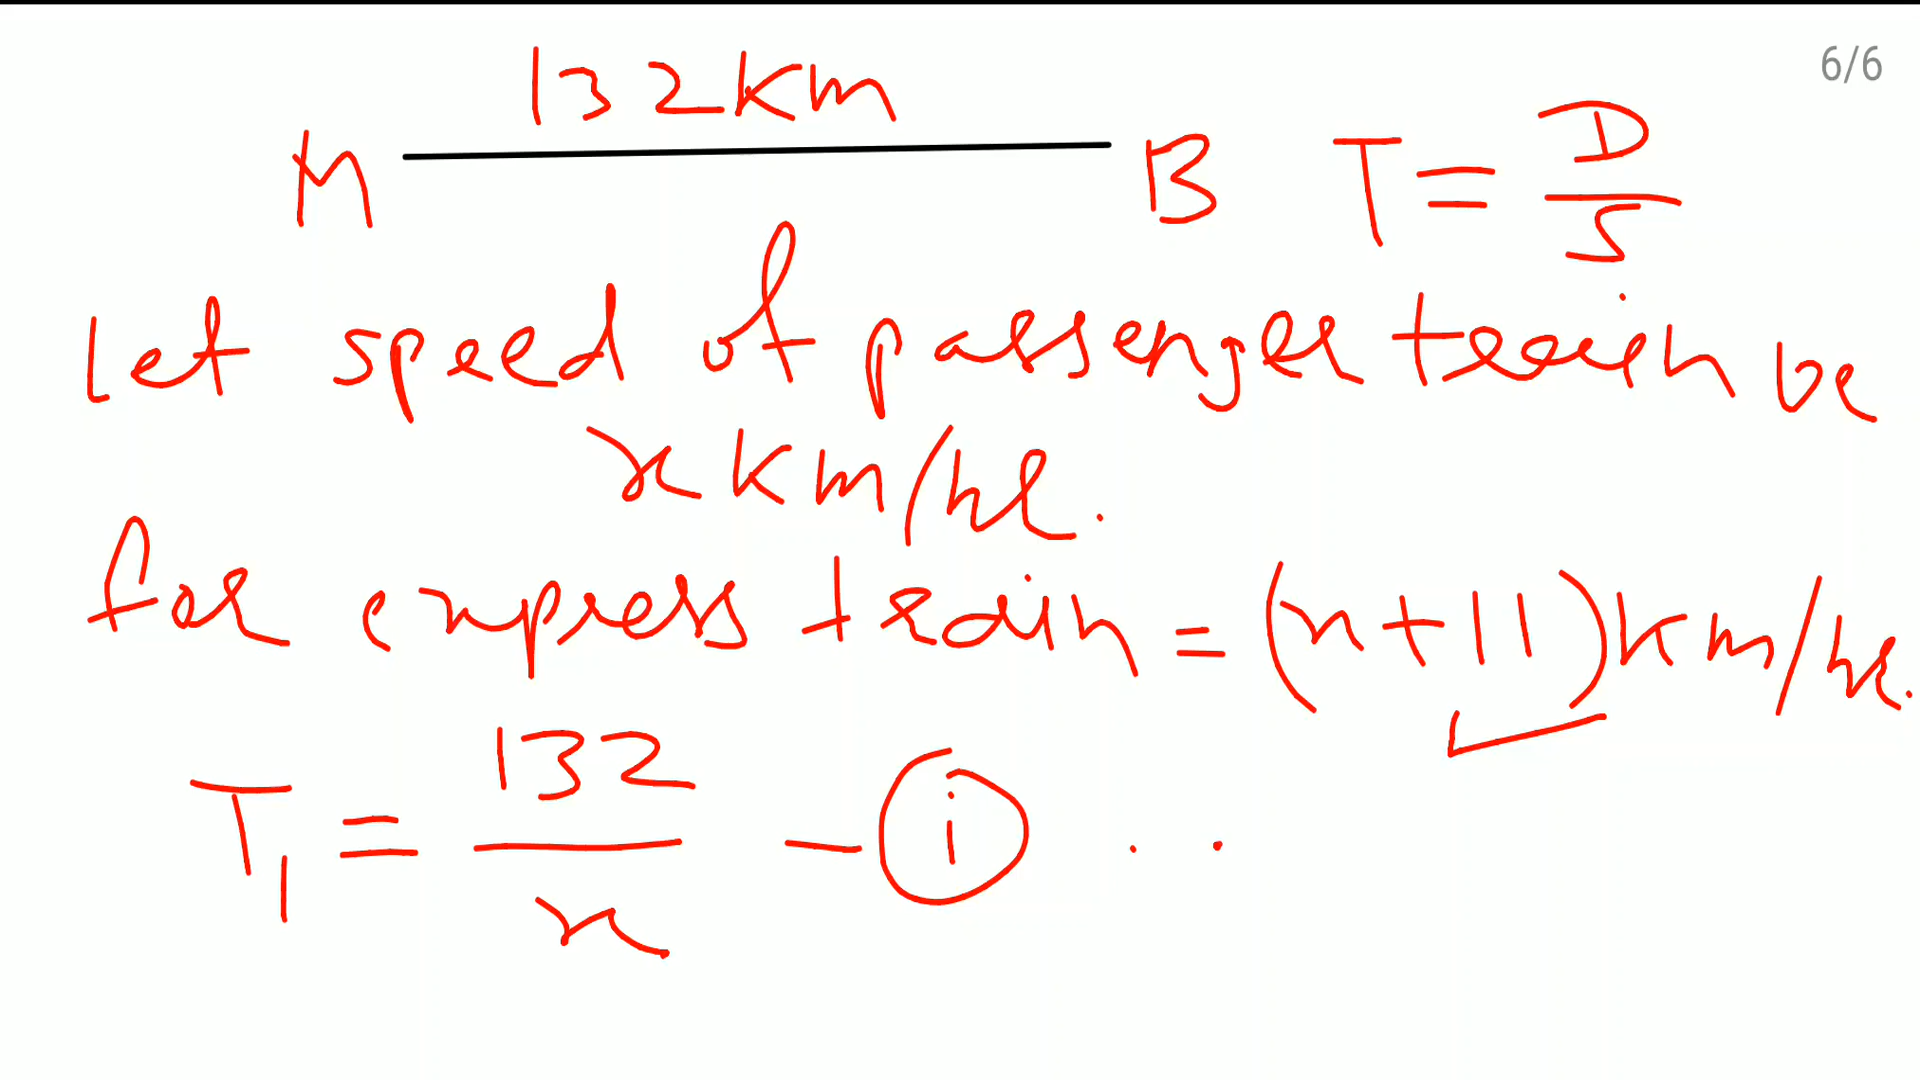 132km
6/6
M B T = D/S
Let speed of passenger train be
x km/hr.
for express train = (x+11) km/hr.
T1 = 132/x - (i) ..